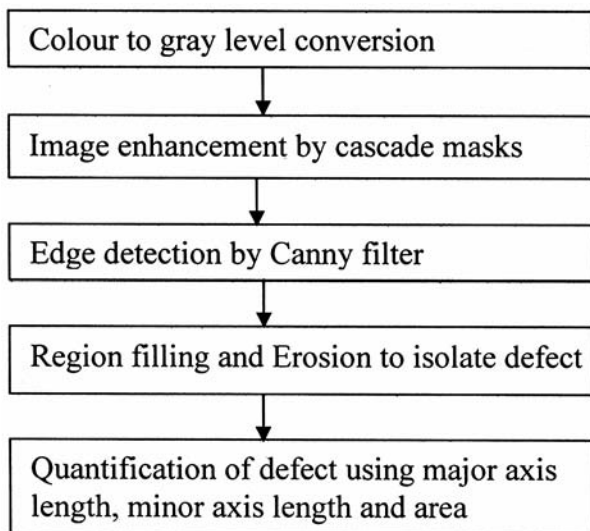 Colour to gray level conversion
Image enhancement by cascade masks
Edge detection by Canny filter
Region filling and Erosion to isolate defect
Quantification of defect using major axis
length, minor axis length and area